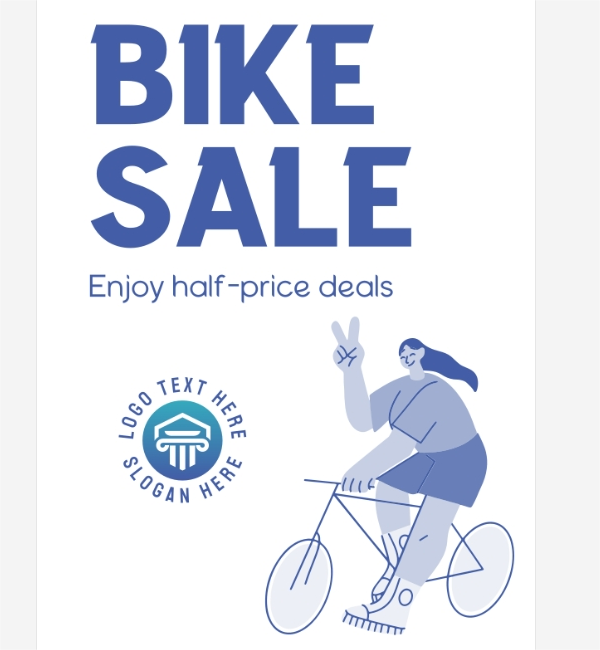 BIKE
SALE
Enjoy half-price deals
LOGO TEXT HERE
SLOGAN HERE